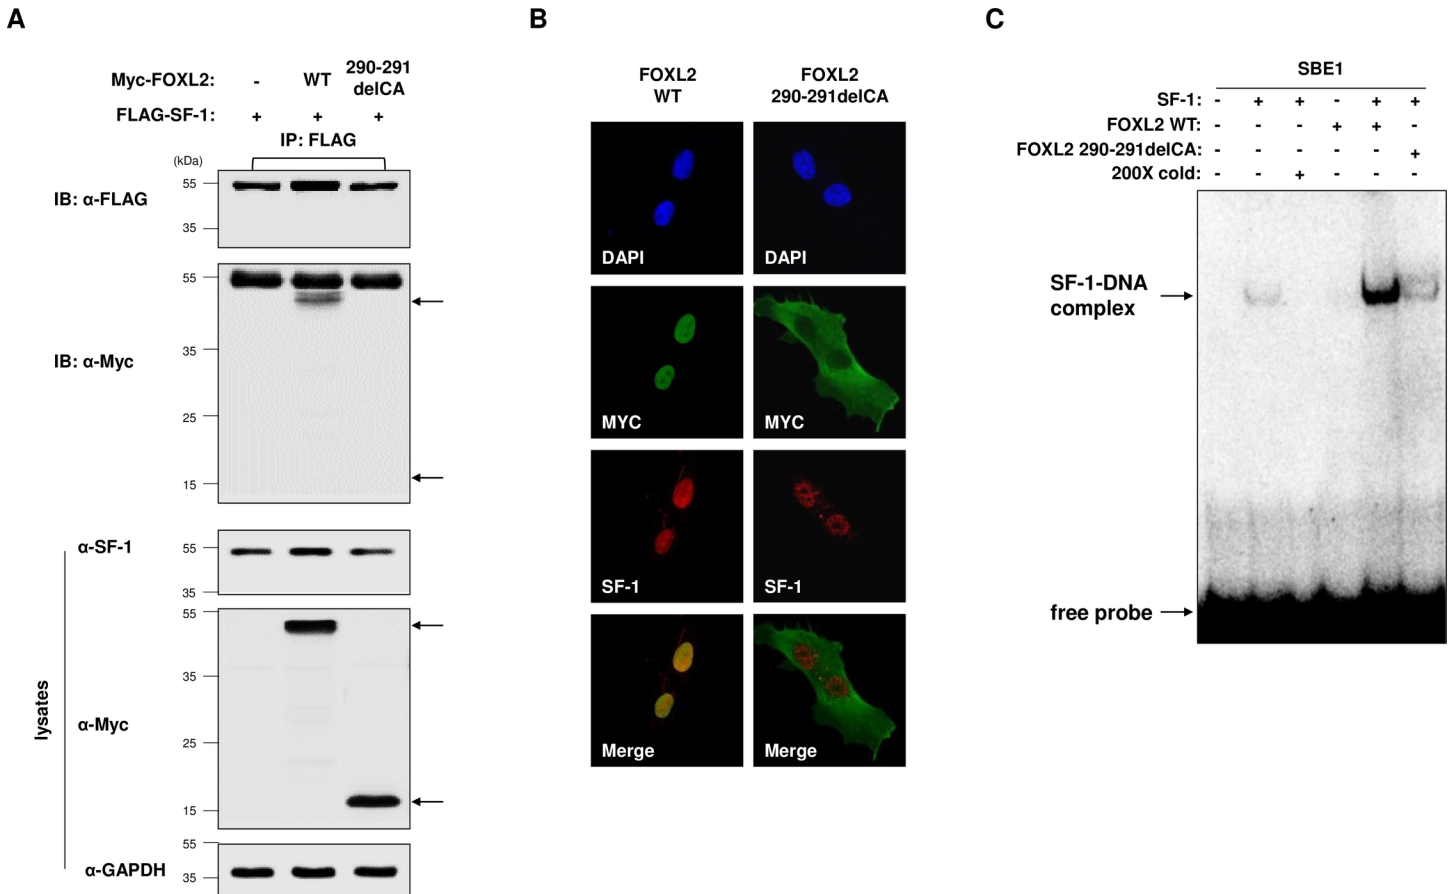 A
Myc-FOXL2: - WT 290-291 delCA
FLAG-SF-1: + + +
IP: FLAG
(kDa)
IB: α-FLAG
55
35
IB: α-Myc
55
35
25
15
lysates
α-SF-1
55
35
α-Myc
55
35
25
15
α-GAPDH
55
35
B
FOXL2 WT
FOXL2 290-291delCA
DAPI DAPI
MYC MYC
SF-1 SF-1
Merge Merge
C
SBE1
SF-1: - + + - + +
FOXL2 WT: - - - + + -
FOXL2 290-291delCA: - - - - - +
200X cold: - - + - - -
SF-1-DNA
complex
free probe